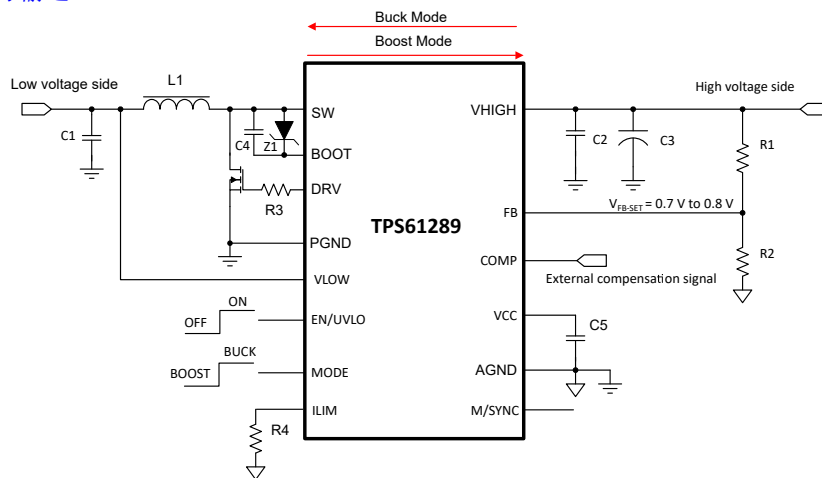 Buck Mode
Boost Mode
Low voltage side
L1
High voltage side
SW
VHIGH
C1
C4
Z1
C2
C3
R1
BOOT
DRV
R3
FB
VFB-SET = 0.7 V to 0.8 V
TPS61289
PGND
COMP
R2
VLOW
External compensation signal
ON
OFF
EN/UVLO
VCC
C5
BUCK
BOOST
MODE
AGND
ILIM
M/SYNC
R4